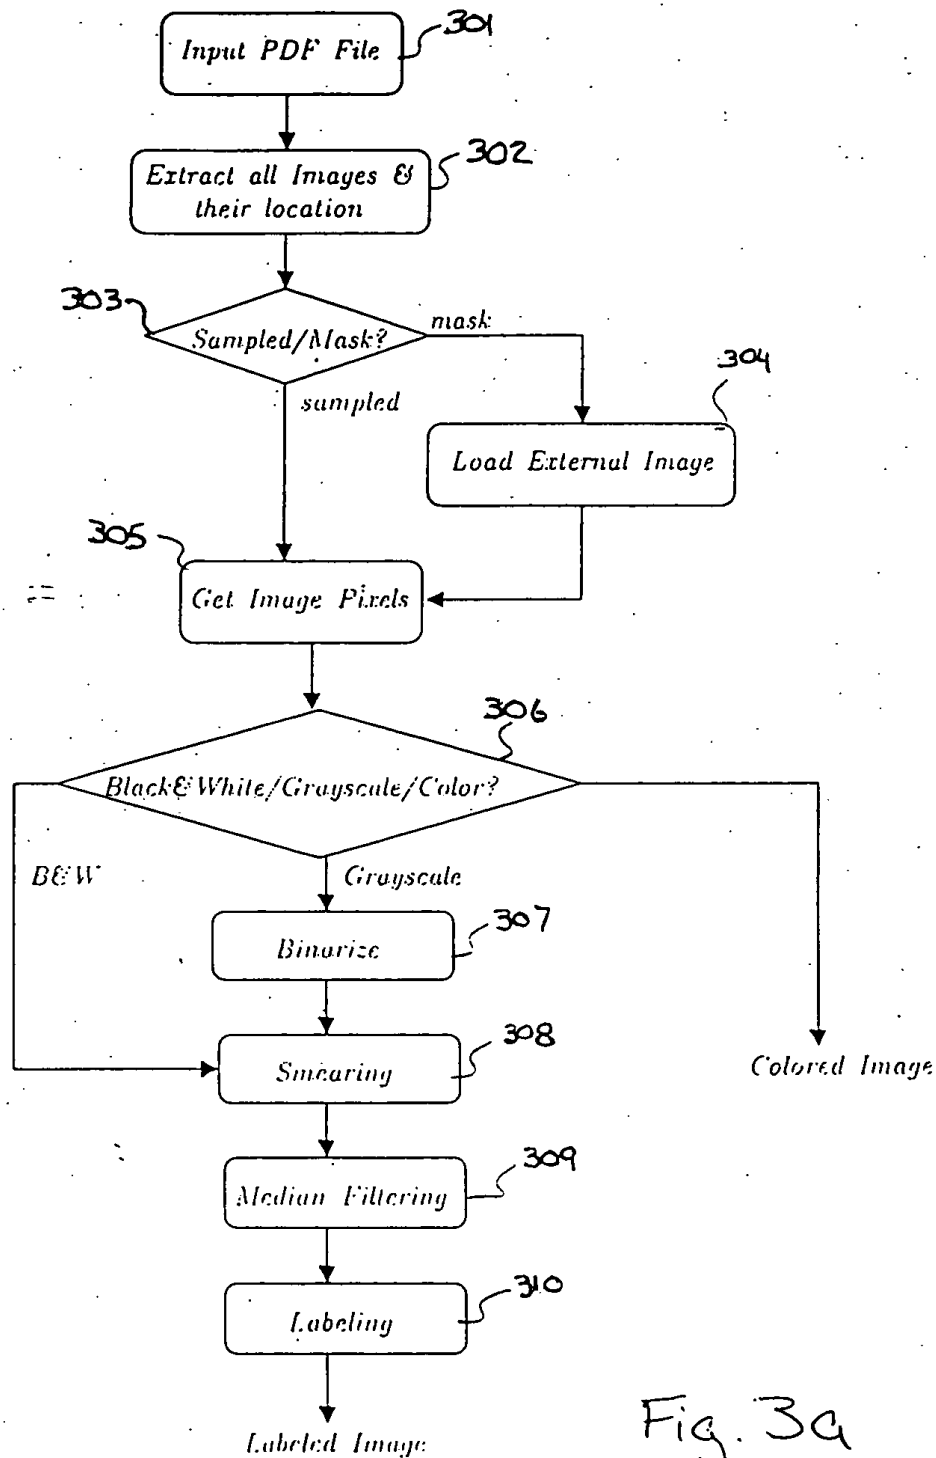 301
Input PDF File
302
Extract all Images &
their location
303
Sampled/Mask?
mask
304
sampled
Load External Image
305
Get Image Pixels
306
Black&White/Grayscale/Color?
B&W
Grayscale
307
Binarize
308
Smearing
Colored Image
309
Median Filtering
310
Labeling
Labeled Image
Fig. 3a